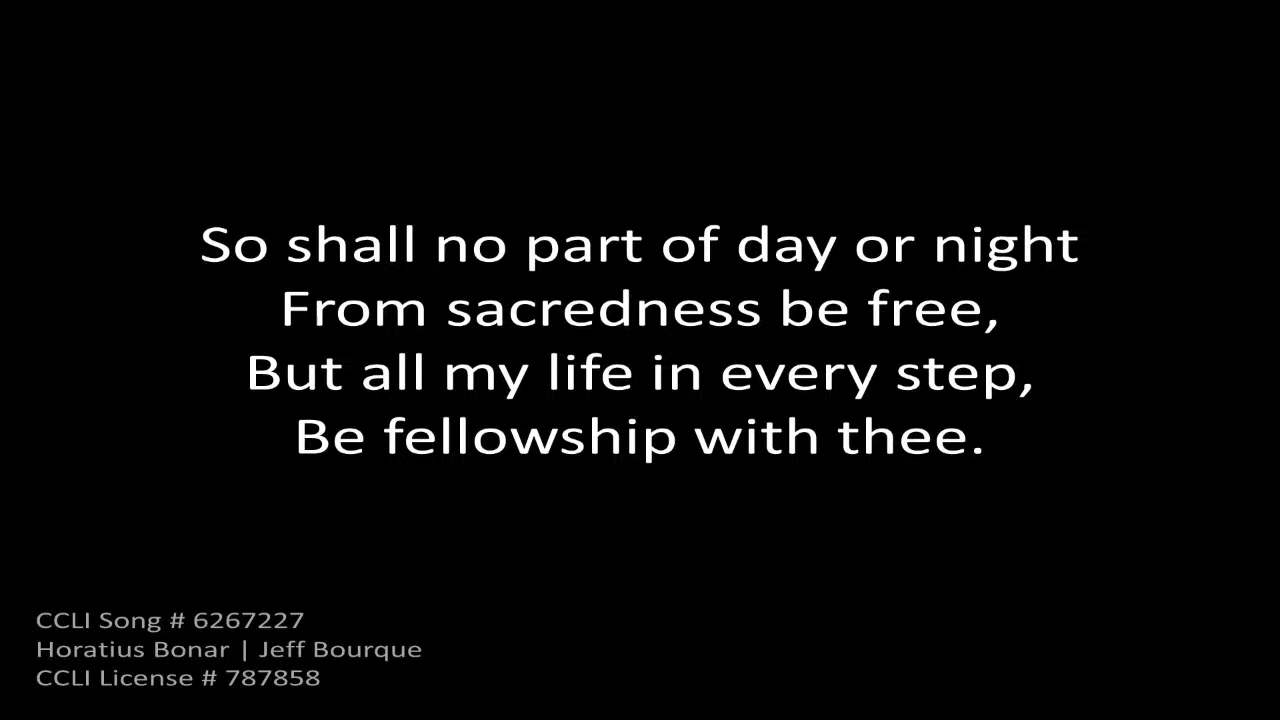 So shall no part of day or night
From sacredness be free,
But all my life in every step,
Be fellowship with thee.
CCLI Song # 6267227
Horatius Bonar | Jeff Bourque
CCLI License # 787858